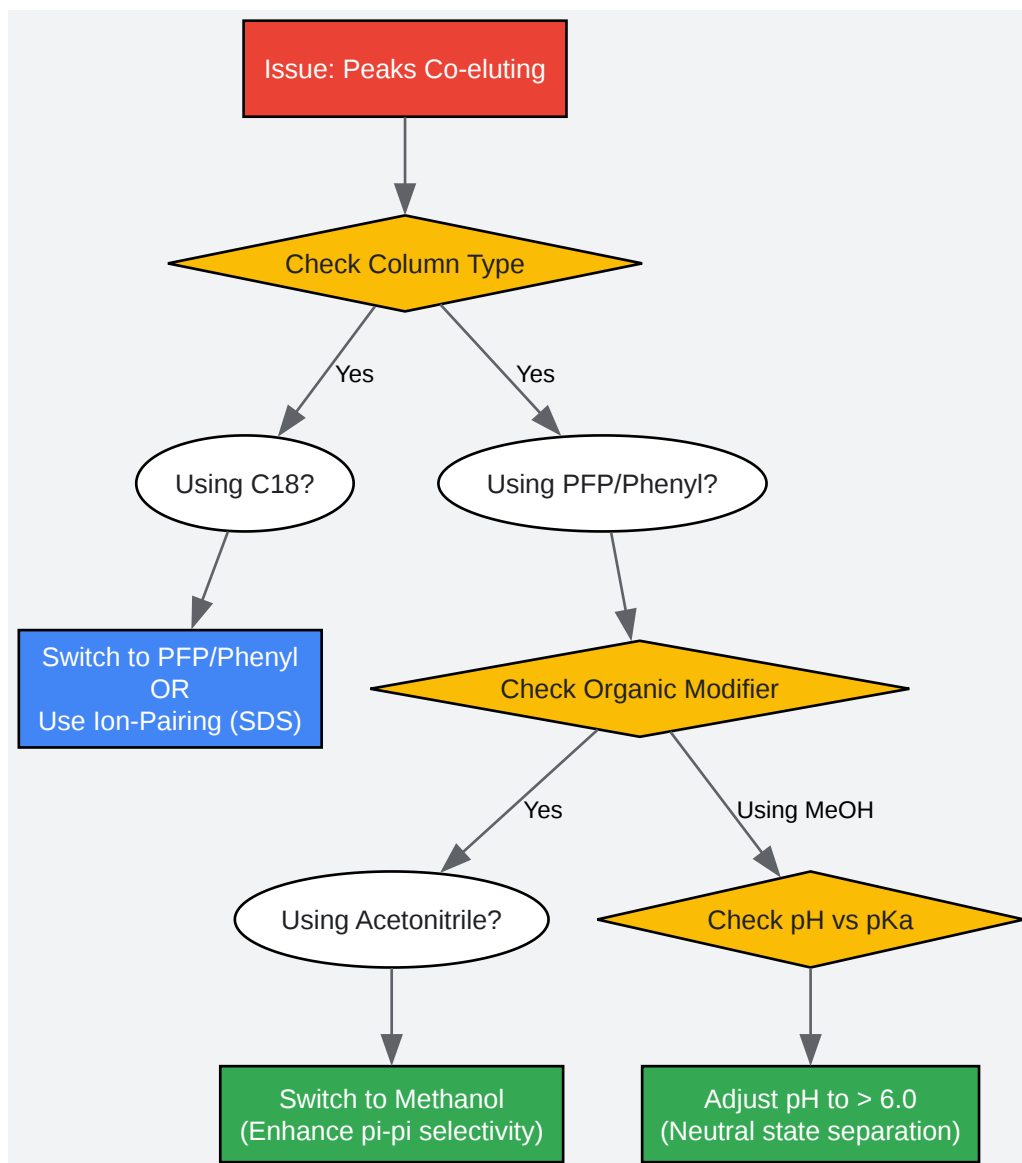 Issue: Peaks Co-eluting
Check Column Type
Yes
Yes
Using C18?
Using PFP/Phenyl?
Switch to PFP/Phenyl
OR
Use Ion-Pairing (SDS)
Check Organic Modifier
Yes
Using MeOH
Using Acetonitrile?
Check pH vs pKa
Switch to Methanol
(Enhance pi-pi selectivity)
Adjust pH to > 6.0
(Neutral state separation)